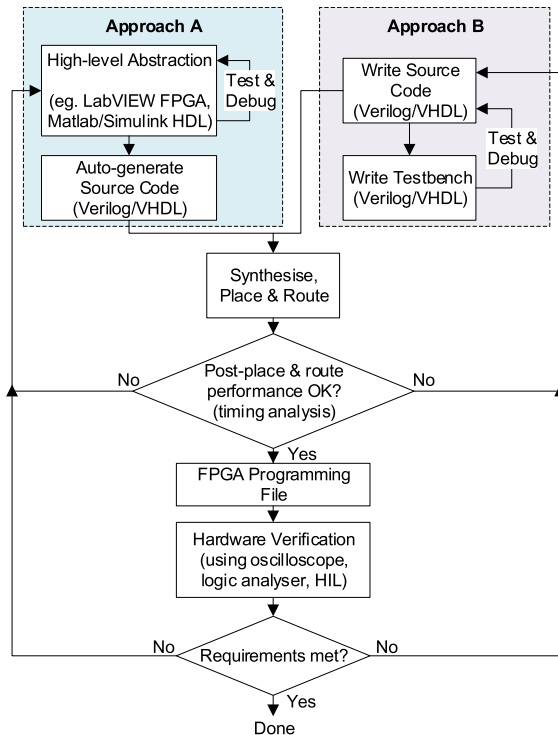 Approach A
High-level Abstraction
(eg. LabVIEW FPGA,
Matlab/Simulink HDL)
Test &
Debug
Auto-generate
Source Code
(Verilog/VHDL)
Approach B
Write Source
Code
(Verilog/VHDL)
Test &
Debug
Write Testbench
(Verilog/VHDL)
Synthesise,
Place & Route
No
Post-place & route
performance OK?
(timing analysis)
No
Yes
FPGA Programming
File
Hardware Verification
(using oscilloscope,
logic analyser, HIL)
No
Requirements met?
No
Yes
Done